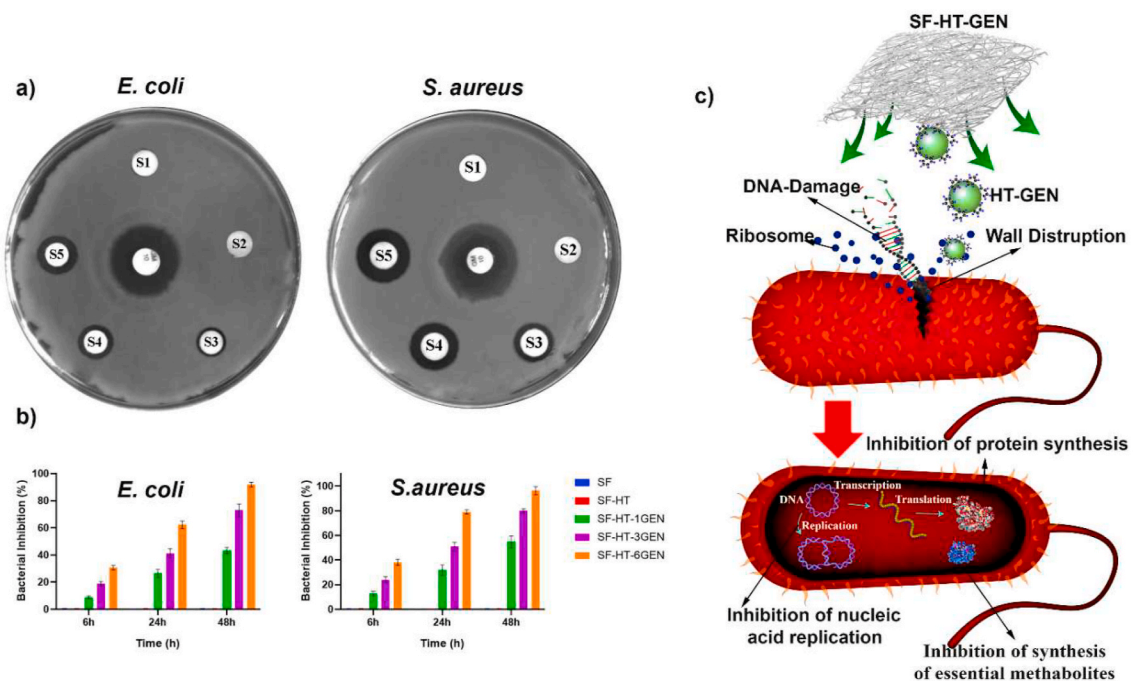 a)
E. coli
S. aureus
S1
S2
S3
S4
S5
S1
S2
S3
S4
S5
b)
E. coli
Bacterial Inhibition (%)
100
80
60
40
20
0
6h
24h
48h
Time (h)
S.aureus
Bacterial Inhibition (%)
100
80
60
40
20
0
6h
24h
48h
Time (h)
SF
SF-HT
SF-HT-1GEN
SF-HT-3GEN
SF-HT-6GEN
c)
SF-HT-GEN
DNA-Damage
HT-GEN
Ribosome
Wall Distruption
Inhibition of protein synthesis
DNA
Transcription
Translation
Replication
Inhibition of nucleic
acid replication
Inhibition of synthesis
of essential methabolites